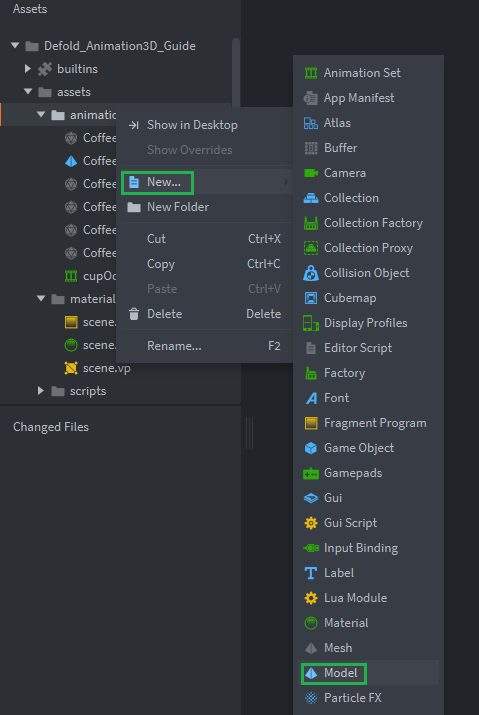 Assets
Defold_Animation3D_Guide
builtins
assets
animatio
Coffee
Coffee
Coffee
Coffee
Coffee
Coffee
cupOc
material
scene.
scene.
scene.vp
scripts
Changed Files
Show in Desktop
Show Overrides
New...
New Folder
Cut Ctrl+X
Copy Ctrl+C
Paste Ctrl+V
Delete Delete
Rename... F2
Animation Set
App Manifest
Atlas
Buffer
Camera
Collection
Collection Factory
Collection Proxy
Collision Object
Cubemap
Display Profiles
Editor Script
Factory
Font
Fragment Program
Game Object
Gamepads
Gui
Gui Script
Input Binding
Label
Lua Module
Material
Mesh
Model
Particle FX